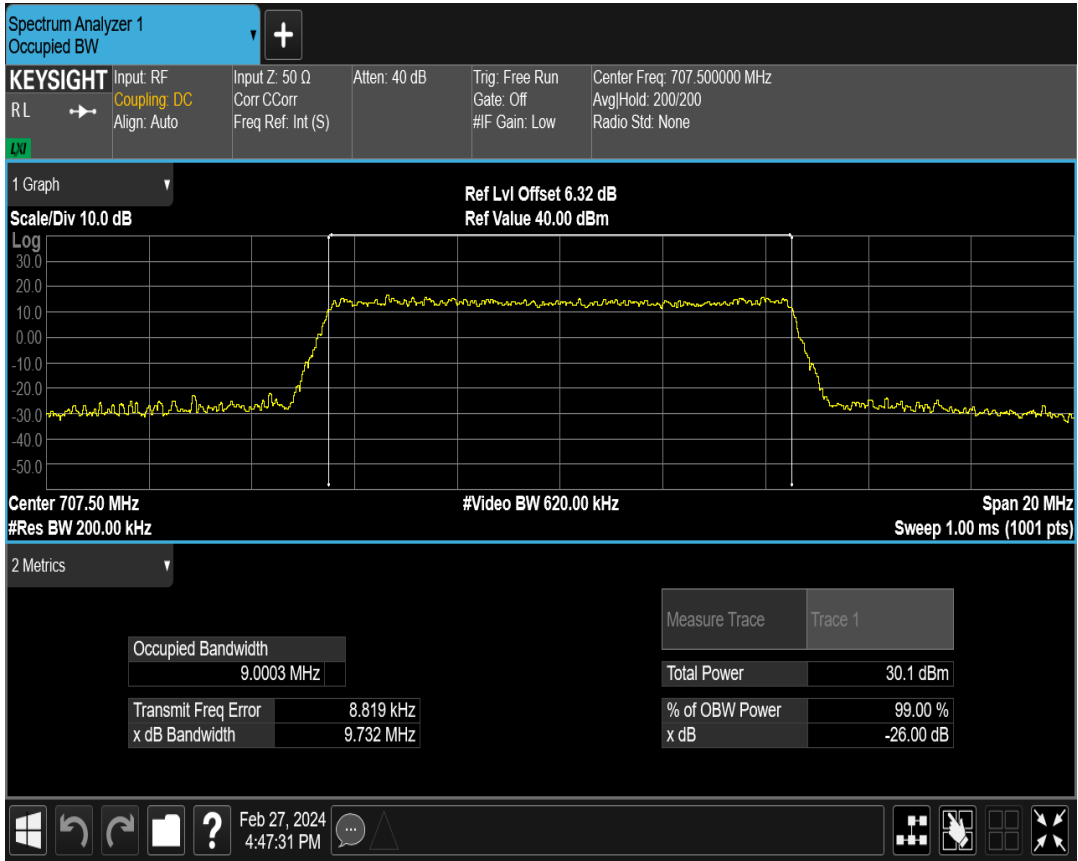 Spectrum Analyzer 1
Occupied BW
KEYSIGHT
R L
LXI
Input: RF
Coupling: DC
Align: Auto
Input Z: 50 Ω
Corr CCorr
Freq Ref: Int (S)
Atten: 40 dB
Trig: Free Run
Gate: Off
#IF Gain: Low
Center Freq: 707.500000 MHz
Avg|Hold: 200/200
Radio Std: None
1 Graph
Scale/Div 10.0 dB
Ref Lvl Offset 6.32 dB
Ref Value 40.00 dBm
Log
30.0
20.0
10.0
0.00
-10.0
-20.0
-30.0
-40.0
-50.0
Center 707.50 MHz
#Res BW 200.00 kHz
#Video BW 620.00 kHz
Span 20 MHz
Sweep 1.00 ms (1001 pts)
2 Metrics
Measure Trace Trace 1
Occupied Bandwidth
9.0003 MHz
Total Power 30.1 dBm
Transmit Freq Error 8.819 kHz
% of OBW Power 99.00 %
x dB Bandwidth 9.732 MHz
x dB -26.00 dB
Feb 27, 2024
4:47:31 PM